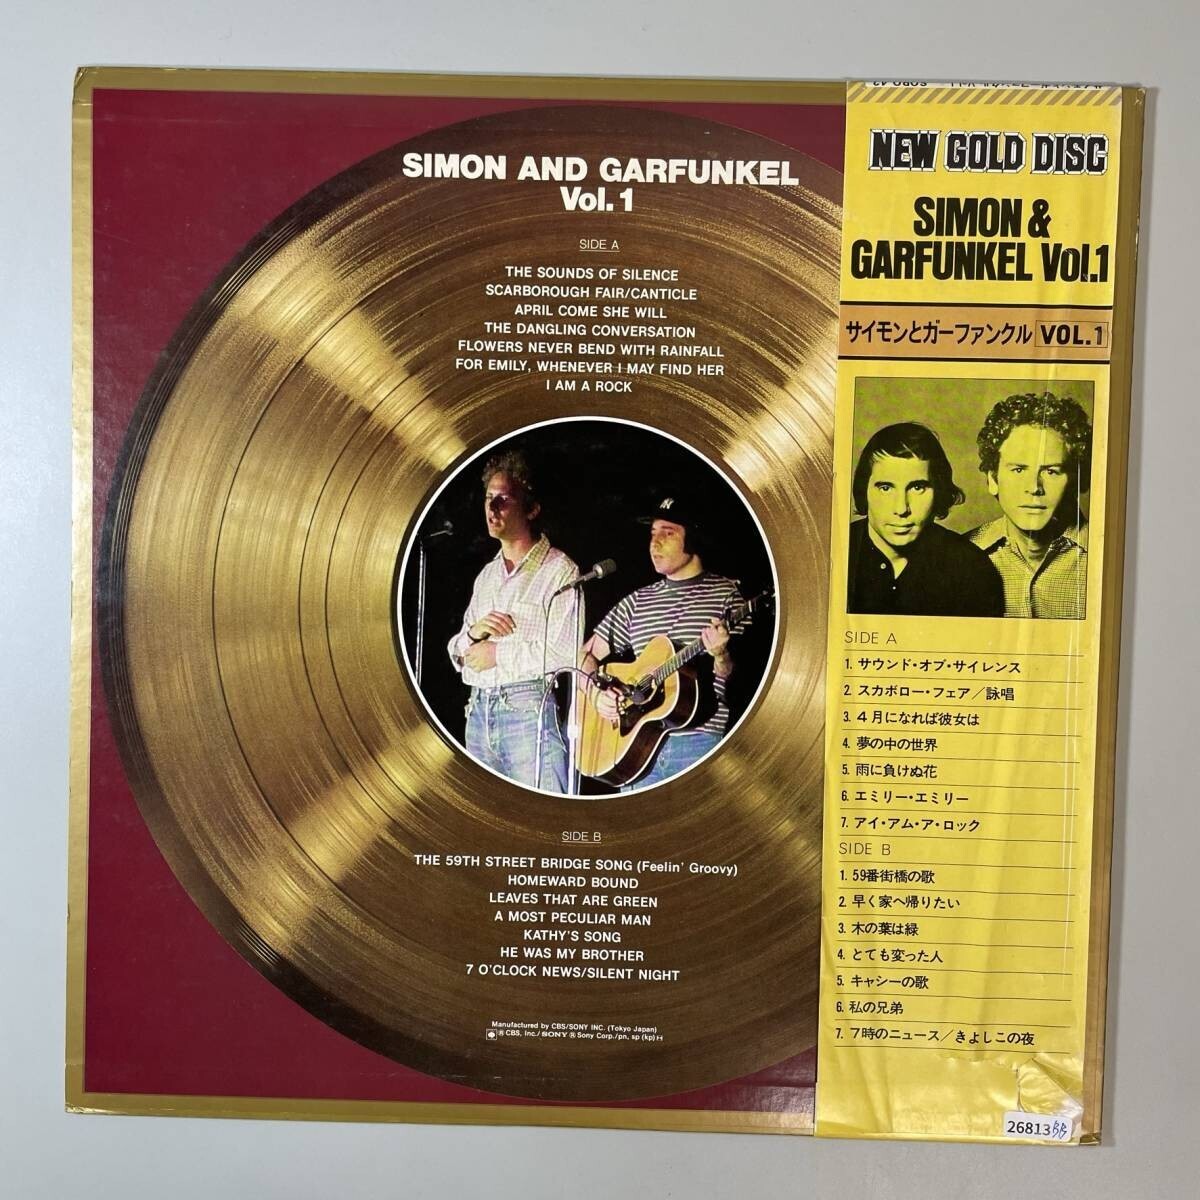 SIMON AND GARFUNKEL
Vol.1
SIDE A
THE SOUNDS OF SILENCE
SCARBOROUGH FAIR/CANTICLE
APRIL COME SHE WILL
THE DANGLING CONVERSATION
FLOWERS NEVER BEND WITH RAINFALL
FOR EMILY, WHENEVER I MAY FIND HER
I AM A ROCK
SIDE B
THE 59TH STREET BRIDGE SONG (Feelin' Groovy)
HOMEWARD BOUND
LEAVES THAT ARE GREEN
A MOST PECULIAR MAN
KATHY'S SONG
HE WAS MY BROTHER
7 O'CLOCK NEWS/SILENT NIGHT
Manufactured by CBS/SONY INC. (Tokyo Japan)
® CBS, Inc./ SONY ® Sony Corp./pn, sp (kp) H
NEW GOLD DISC
SIMON &
GARFUNKEL Vol.1
サイモンとガーファンクル VOL.1
SIDE A
1. サウンド・オブ・サイレンス
2. スカボロー・フェア／詠唱
3. 4月になれば彼女は
4. 夢の中の世界
5. 雨に負けぬ花
6. エミリー・エミリー
7. アイ・アム・ア・ロック
SIDE B
1. 59番街橋の歌
2. 早く家へ帰りたい
3. 木の葉は緑
4. とても変った人
5. キャシーの歌
6. 私の兄弟
7. 7時のニュース／きよしこの夜
26813